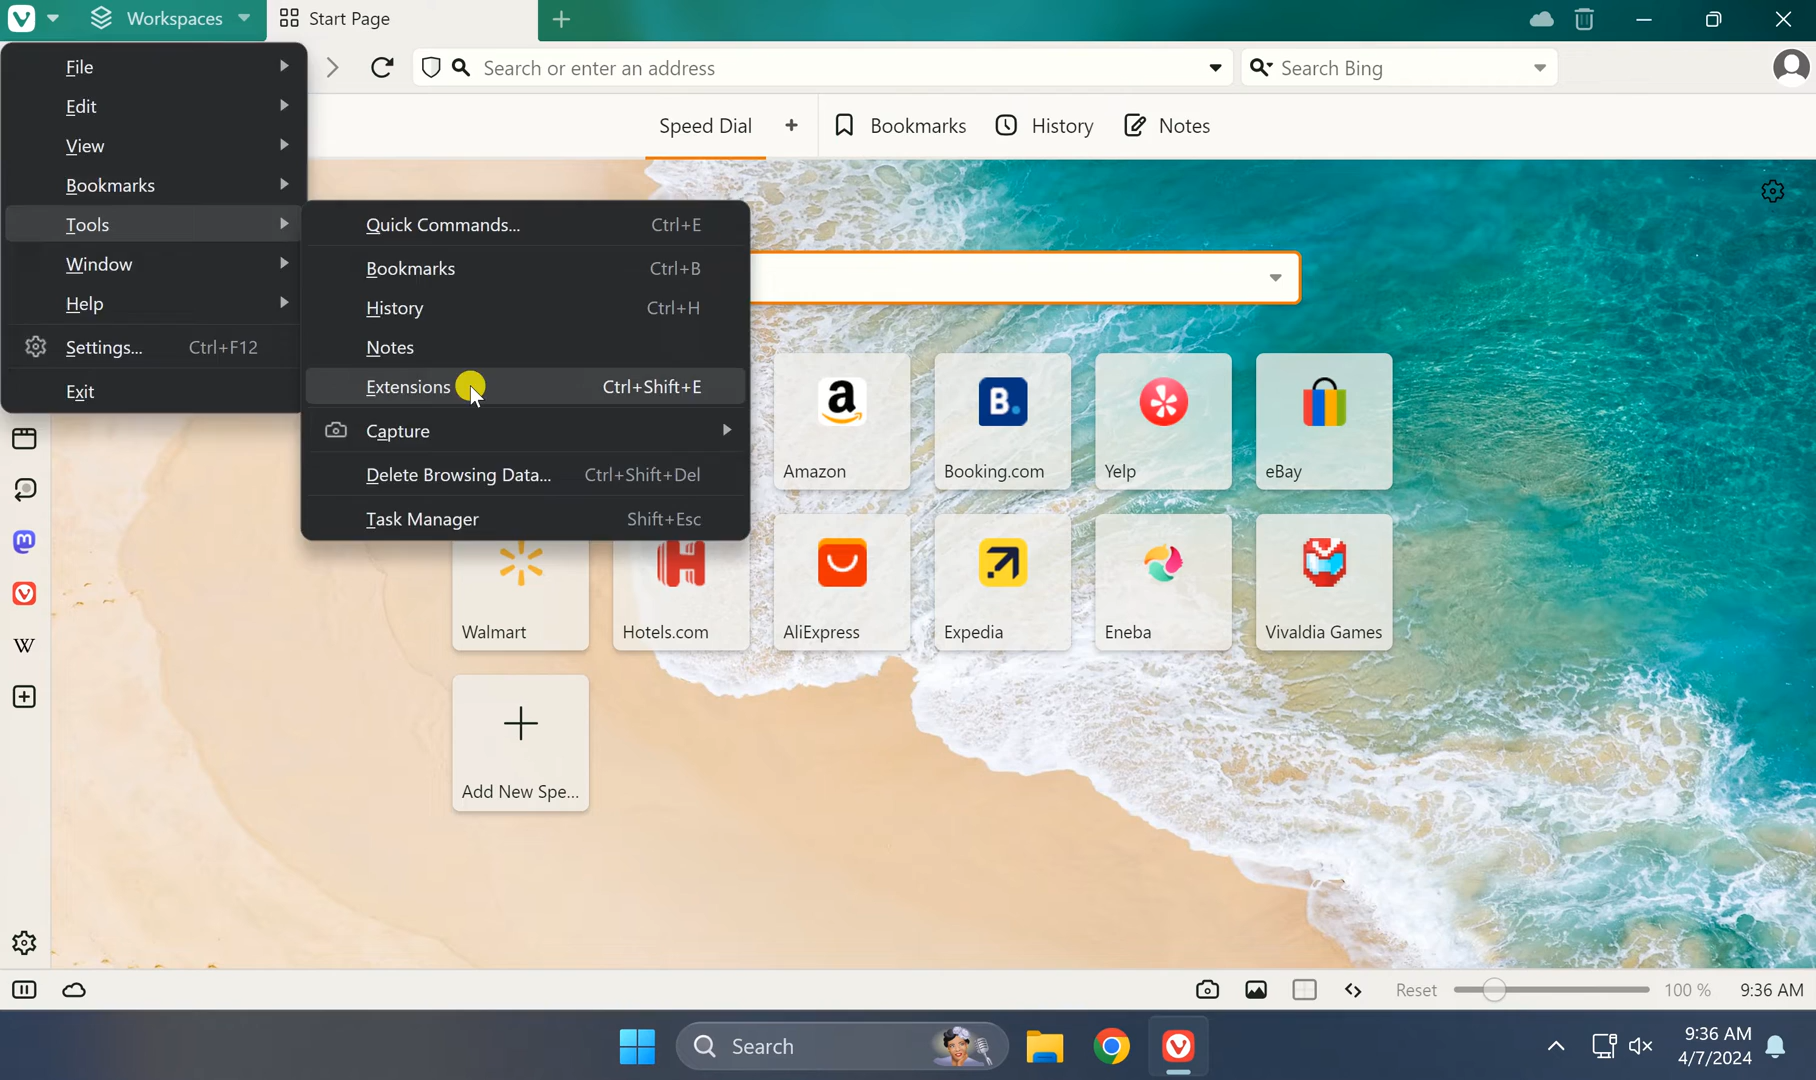 Workspaces
Start Page
Search or enter an address
Search Bing
File
Edit
View
Bookmarks
Tools
Window
Help
Settings... Ctrl+F12
Exit
Quick Commands... Ctrl+E
Bookmarks Ctrl+B
History Ctrl+H
Notes
Extensions Ctrl+Shift+E
Capture
Delete Browsing Data... Ctrl+Shift+Del
Task Manager Shift+Esc
Speed Dial
Bookmarks
History
Notes
a
Amazon
B.
Booking.com
Yelp
eBay
Walmart
H
Hotels.com
AliExpress
Expedia
Eneba
Vivaldia Games
Add New Spe...
m
W
Reset
100 %
9:36 AM
Search
9:36 AM
4/7/2024